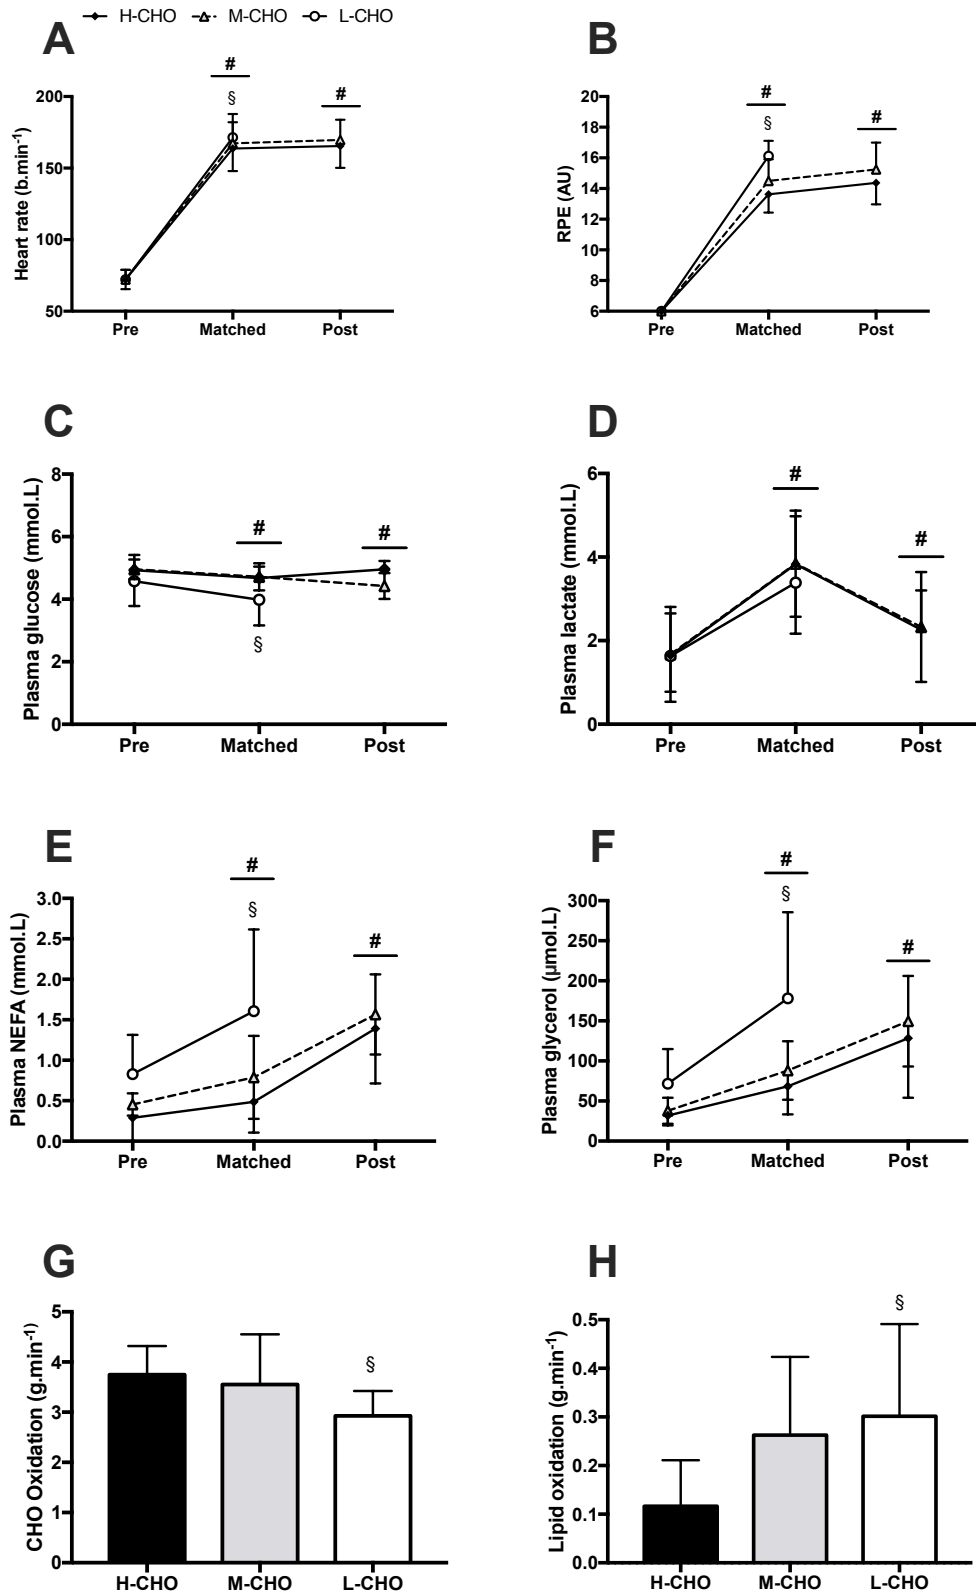 H-CHO M-CHO L-CHO
A
#
§
#
Heart rate (b.min⁻¹)
200
150
100
50
Pre Matched Post
B
#
§
#
RPE (AU)
20
18
16
14
12
10
8
6
Pre Matched Post
C
#
#
§
Plasma glucose (mmol.L)
8
6
4
2
0
Pre Matched Post
D
#
#
Plasma lactate (mmol.L)
6
4
2
0
Pre Matched Post
E
#
§
#
Plasma NEFA (mmol.L)
3.0
2.5
2.0
1.5
1.0
0.5
0.0
Pre Matched Post
F
#
§
#
Plasma glycerol (µmol.L)
300
250
200
150
100
50
0
Pre Matched Post
G
§
CHO Oxidation (g.min⁻¹)
5
4
3
2
1
0
H-CHO M-CHO L-CHO
H
§
Lipid oxidation (g.min⁻¹)
0.5
0.4
0.3
0.2
0.1
0.0
H-CHO M-CHO L-CHO